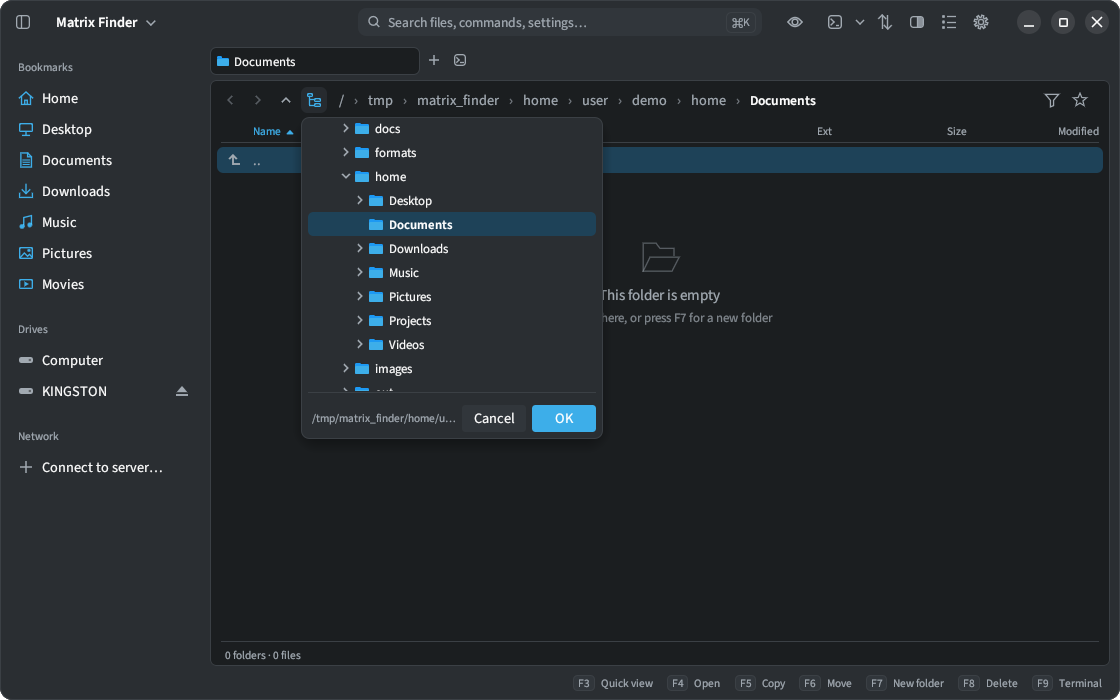 Matrix Finder
Search files, commands, settings…
⌘K
Bookmarks
Home
Desktop
Documents
Downloads
Music
Pictures
Movies
Drives
Computer
KINGSTON
Network
Connect to server…
Documents
/ › tmp › matrix_finder › home › user › demo › home › Documents
Name Ext Size Modified
..
docs
formats
home
Desktop
Documents
Downloads
Music
Pictures
Projects
Videos
images
/tmp/matrix_finder/home/u…
Cancel
OK
This folder is empty
here, or press F7 for a new folder
0 folders · 0 files
F3 Quick view F4 Open F5 Copy F6 Move F7 New folder F8 Delete F9 Terminal